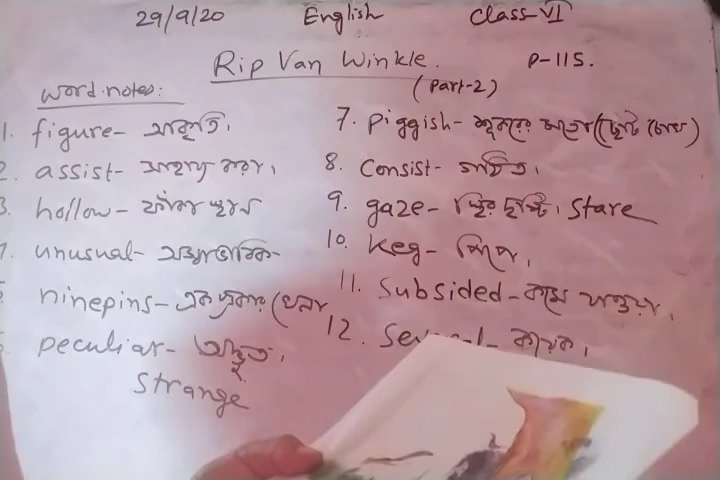 29/9/20 English Class-VI
Rip Van Winkle. P-115.
(Part-2)
word notes:
1. figure- আকৃতি।
2. assist- সাহায্য করা।
3. hollow- ফাঁকা স্থান
unusual- অস্বাভাবিক-
ninepins- একপ্রকার খেলা
peculiar- অদ্ভুত।
strange
7. Piggish- শূকরের মতো (ছোট চোখ)
8. Consist- গঠিত।
9. gaze- স্থির দৃষ্টি। Stare
10. Keg- পিপে।
11. Subsided- কমে যাওয়া।
12. কয়েক।